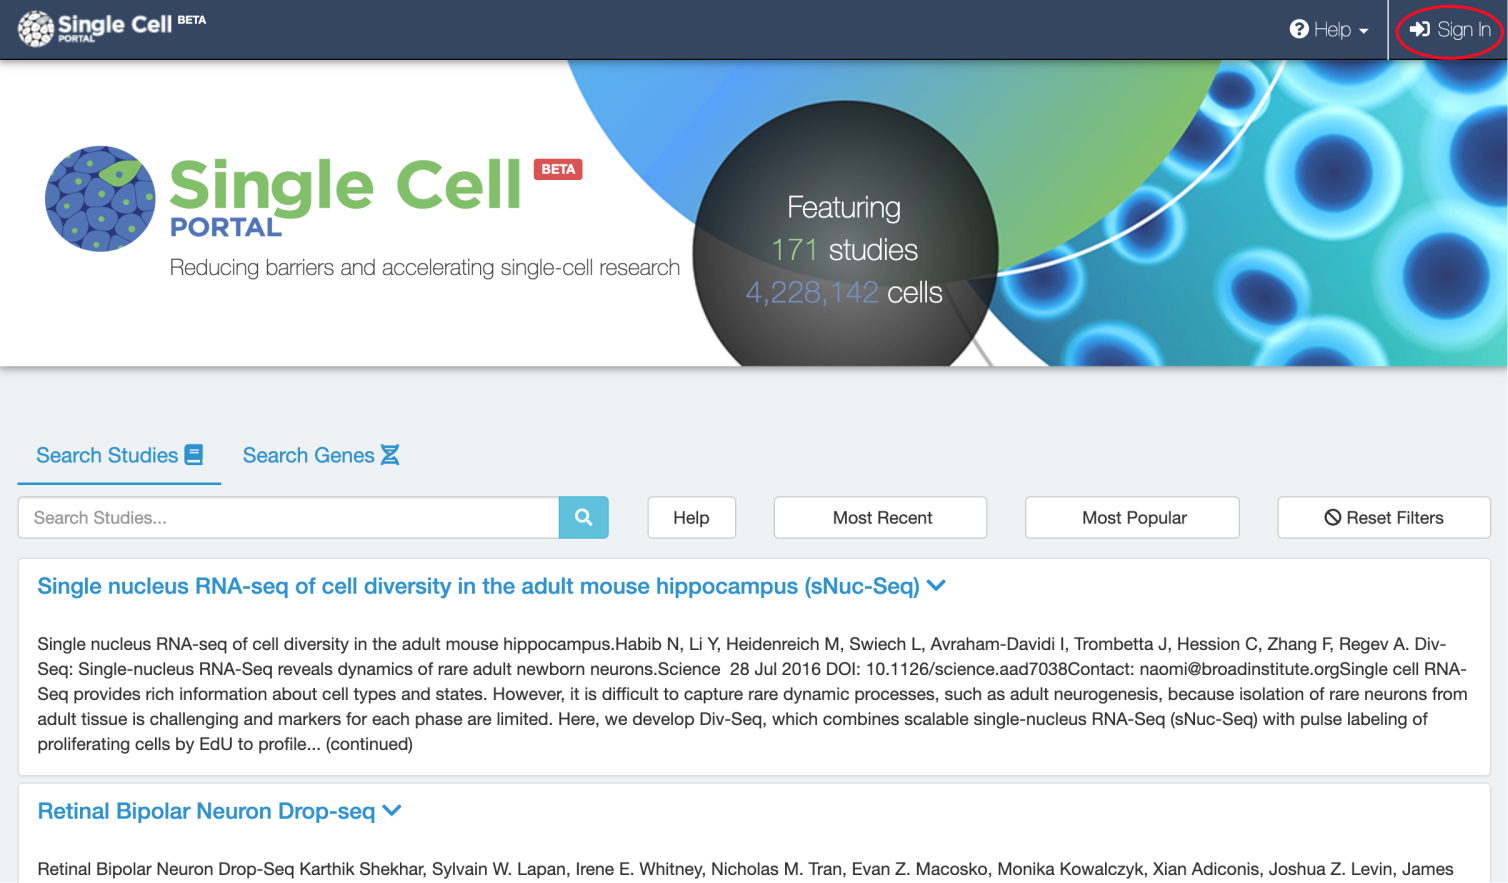 Single Cell BETA
PORTAL
Help
Sign In
Single Cell BETA
PORTAL
Reducing barriers and accelerating single-cell research
Featuring
171 studies
4,228,142 cells
Search Studies
Search Genes
Search Studies...
Help
Most Recent
Most Popular
Reset Filters
Single nucleus RNA-seq of cell diversity in the adult mouse hippocampus (sNuc-Seq)
Single nucleus RNA-seq of cell diversity in the adult mouse hippocampus.Habib N, Li Y, Heidenreich M, Swiech L, Avraham-Davidi I, Trombetta J, Hession C, Zhang F, Regev A. Div-
Seq: Single-nucleus RNA-Seq reveals dynamics of rare adult newborn neurons.Science 28 Jul 2016 DOI: 10.1126/science.aad7038Contact: naomi@broadinstitute.orgSingle cell RNA-
Seq provides rich information about cell types and states. However, it is difficult to capture rare dynamic processes, such as adult neurogenesis, because isolation of rare neurons from
adult tissue is challenging and markers for each phase are limited. Here, we develop Div-Seq, which combines scalable single-nucleus RNA-Seq (sNuc-Seq) with pulse labeling of
proliferating cells by EdU to profile... (continued)
Retinal Bipolar Neuron Drop-seq
Retinal Bipolar Neuron Drop-Seq Karthik Shekhar, Sylvain W. Lapan, Irene E. Whitney, Nicholas M. Tran, Evan Z. Macosko, Monika Kowalczyk, Xian Adiconis, Joshua Z. Levin, James